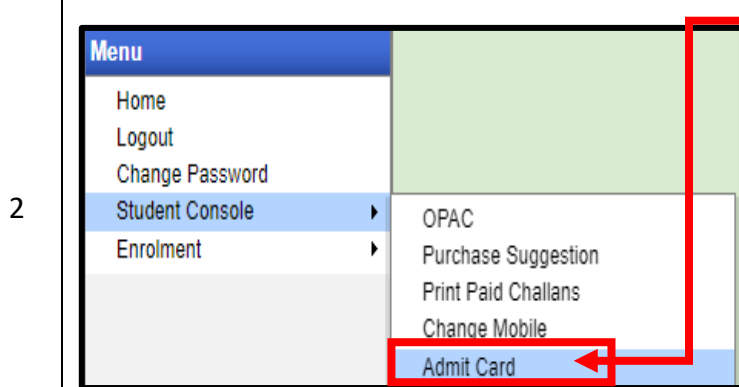 Menu
Home
Logout
Change Password
2
Student Console
Enrolment
OPAC
Purchase Suggestion
Print Paid Challans
Change Mobile
Admit Card